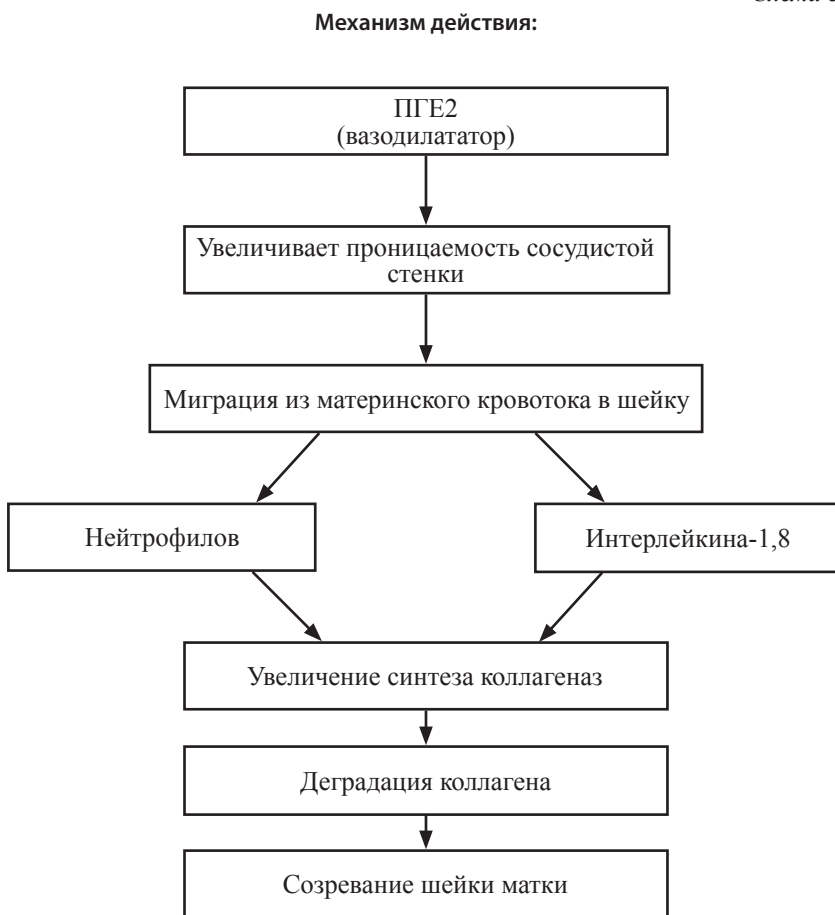 Механизм действия:
ПГЕ2
(вазодилататор)
Увеличивает проницаемость сосудистой
стенки
Миграция из материнского кровотока в шейку
Нейтрофилов
Интерлейкина-1,8
Увеличение синтеза коллагеназ
Деградация коллагена
Созревание шейки матки